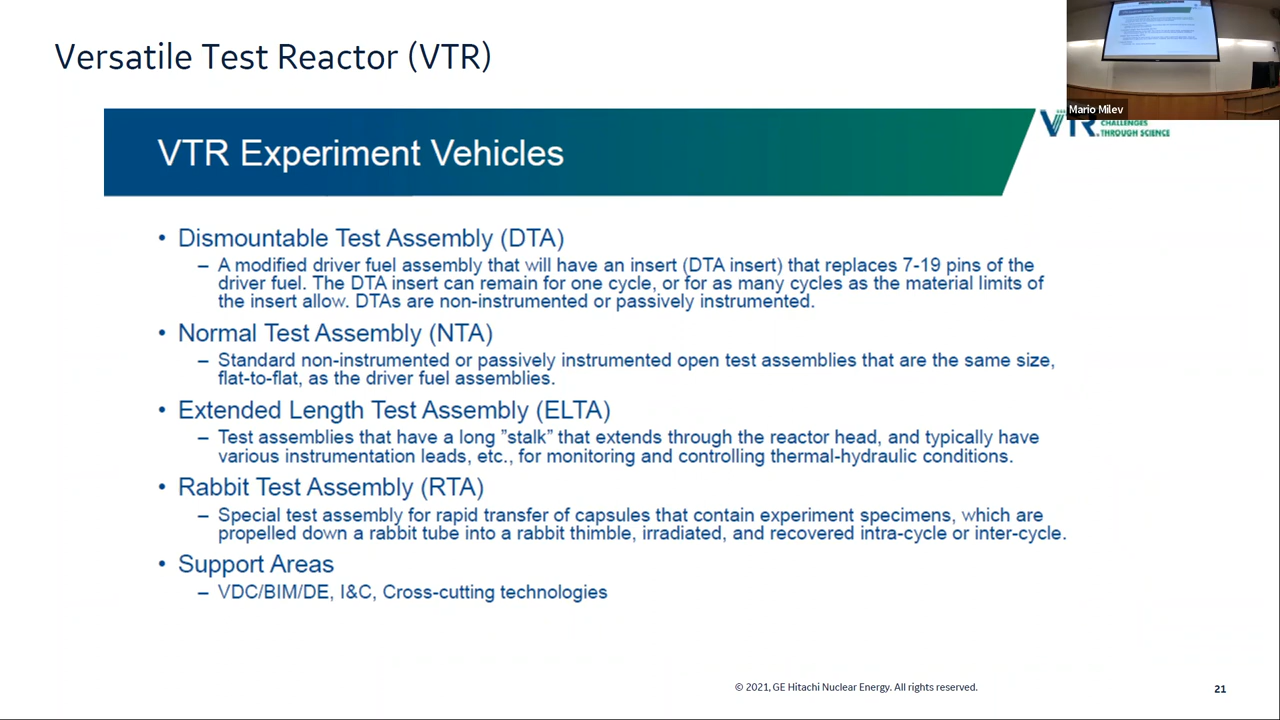 Versatile Test Reactor (VTR)
Mario Milev
VTR Experiment Vehicles
VTR
CHALLENGES
THROUGH SCIENCE
• Dismountable Test Assembly (DTA)
– A modified driver fuel assembly that will have an insert (DTA insert) that replaces 7-19 pins of the
driver fuel. The DTA insert can remain for one cycle, or for as many cycles as the material limits of
the insert allow. DTAs are non-instrumented or passively instrumented.
• Normal Test Assembly (NTA)
– Standard non-instrumented or passively instrumented open test assemblies that are the same size,
flat-to-flat, as the driver fuel assemblies.
• Extended Length Test Assembly (ELTA)
– Test assemblies that have a long ”stalk” that extends through the reactor head, and typically have
various instrumentation leads, etc., for monitoring and controlling thermal-hydraulic conditions.
• Rabbit Test Assembly (RTA)
– Special test assembly for rapid transfer of capsules that contain experiment specimens, which are
propelled down a rabbit tube into a rabbit thimble, irradiated, and recovered intra-cycle or inter-cycle.
• Support Areas
– VDC/BIM/DE, I&C, Cross-cutting technologies
© 2021, GE Hitachi Nuclear Energy. All rights reserved.
21